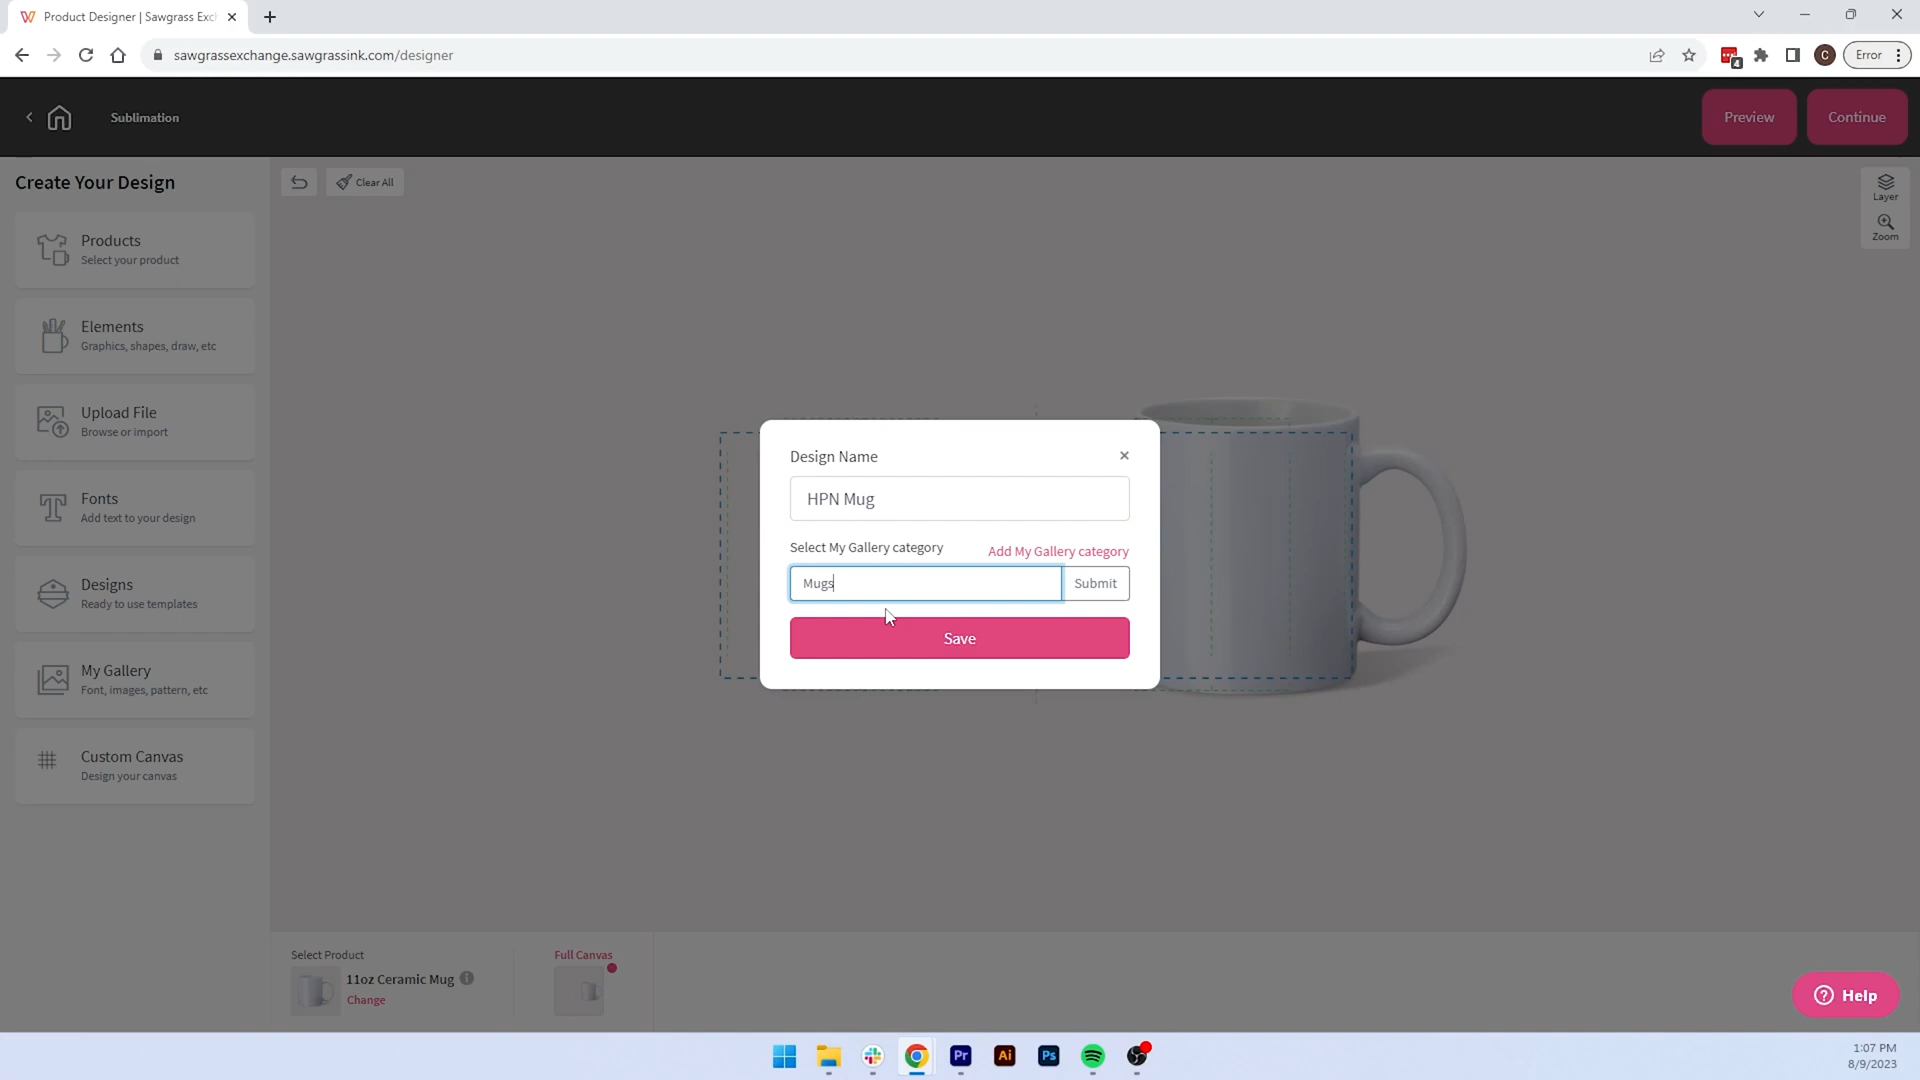 Product Designer | Sawgrass Exc
sawgrassexchange.sawgrassink.com/designer
4
C
Error
Sublimation
Preview
Continue
Create Your Design
Clear All
Layer
Zoom
Products
Select your product
Elements
Graphics, shapes, draw, etc
Upload File
Browse or import
Fonts
Add text to your design
Designs
Ready to use templates
My Gallery
Font, images, pattern, etc
Custom Canvas
Design your canvas
Design Name
HPN Mug
Select My Gallery category
Add My Gallery category
Mugs
Submit
Save
Select Product
11oz Ceramic Mug
Change
Full Canvas
Help
Pr
Ai
Ps
1:07 PM
8/9/2023